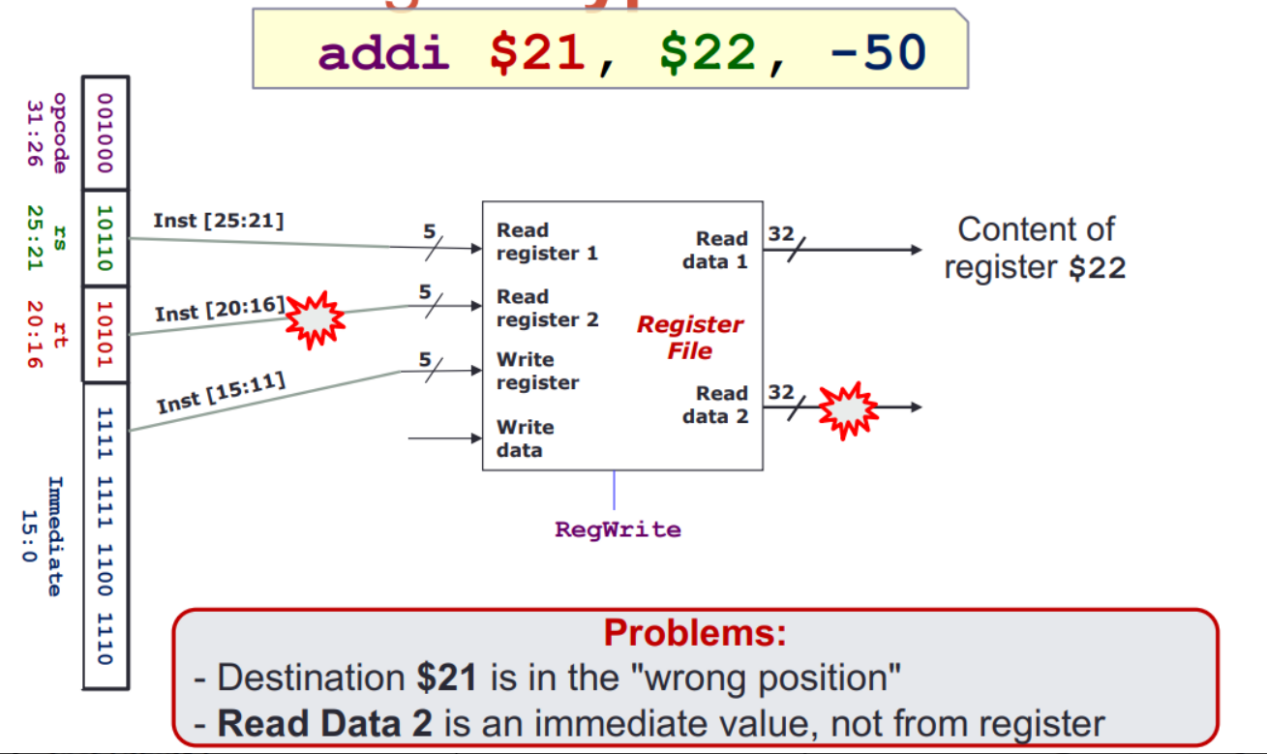 addi $21, $22, -50
opcode
31:26
001000
rs
25:21
10110
rt
20:16
10101
Immediate
15:0
1111 1111 1100 1110
Inst [25:21]
Inst [20:16]
Inst [15:11]
5
5
5
Read
register 1
Read
register 2
Write
register
Write
data
Read
data 1
Register
File
Read
data 2
32
32
Content of
register $22
RegWrite
Problems:
- Destination $21 is in the "wrong position"
- Read Data 2 is an immediate value, not from register